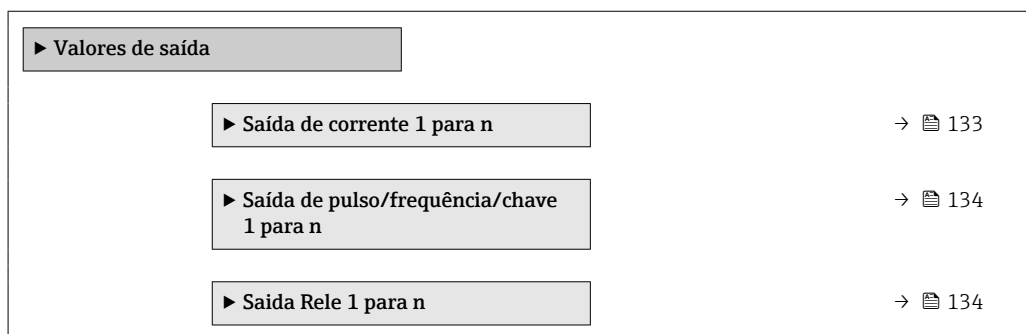 ▶ Valores de saída
▶ Saída de corrente 1 para n → 133
▶ Saída de pulso/frequência/chave → 134
1 para n
▶ Saida Rele 1 para n → 134